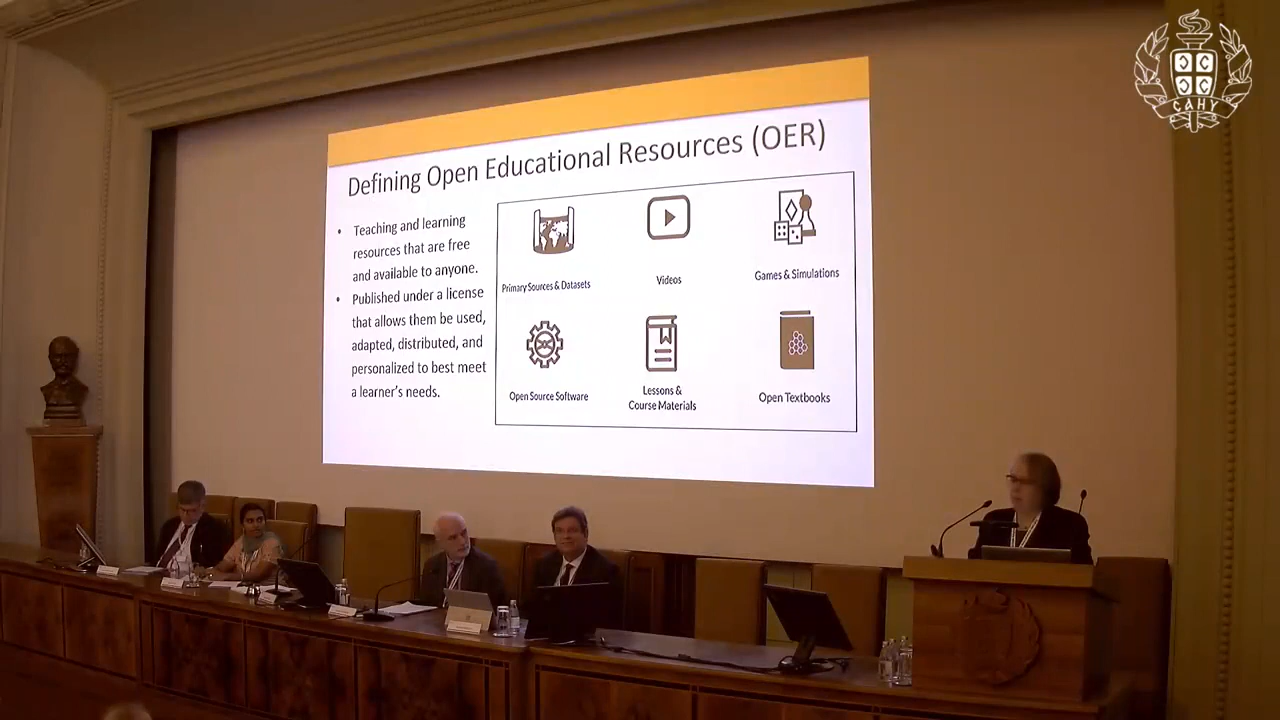 САНУ
Defining Open Educational Resources (OER)
• Teaching and learning
resources that are free
and available to anyone.
• Published under a license
that allows them be used,
adapted, distributed, and
personalized to best meet
a learner's needs.
Primary Sources & Datasets
Videos
Games & Simulations
Open Source Software
Lessons &
Course Materials
Open Textbooks